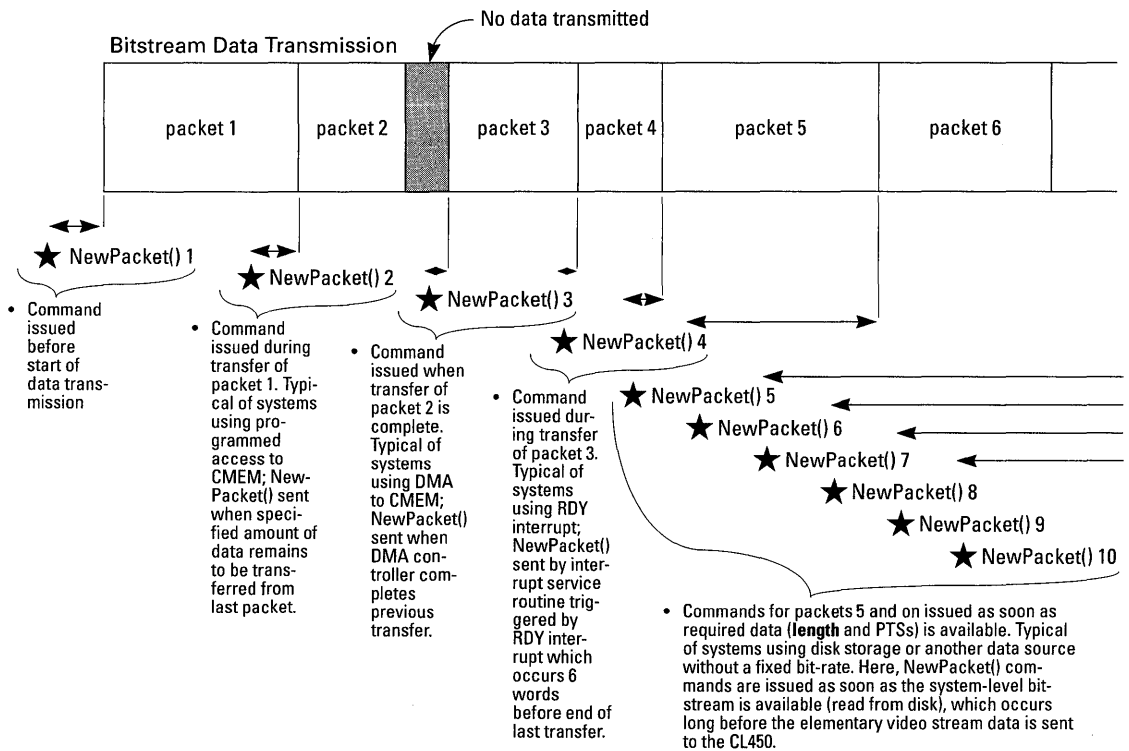 No data transmitted
Bitstream Data Transmission
packet 1
packet 2
packet 3
packet 4
packet 5
packet 6
★ NewPacket() 1
★ NewPacket() 2
★ NewPacket() 3
★ NewPacket() 4
★ NewPacket() 5
★ NewPacket() 6
★ NewPacket() 7
★ NewPacket() 8
★ NewPacket() 9
★ NewPacket() 10
• Command
issued
before
start of
data trans-
mission
• Command
issued during
transfer of
packet 1. Typi-
cal of systems
using pro-
grammed
access to
CMEM; New-
Packet() sent
when speci-
fied amount of
data remains
to be trans-
ferred from
last packet.
• Command
issued when
transfer of
packet 2 is
complete.
Typical of
systems
using DMA
to CMEM;
NewPacket()
sent when
DMA con-
troller com-
pletes
previous
transfer.
• Command
issued dur-
ing transfer
of packet 3.
Typical of
systems
using RDY
interrupt;
NewPacket()
sent by inter-
rupt service
routine trig-
gered by
RDY inter-
rupt which
occurs 6
words
before end of
last transfer.
• Commands for packets 5 and on issued as soon as
required data (length and PTSs) is available. Typical
of systems using disk storage or another data source
without a fixed bit-rate. Here, NewPacket() com-
mands are issued as soon as the system-level bit-
stream is available (read from disk), which occurs
long before the elementary video stream data is sent
to the CL450.